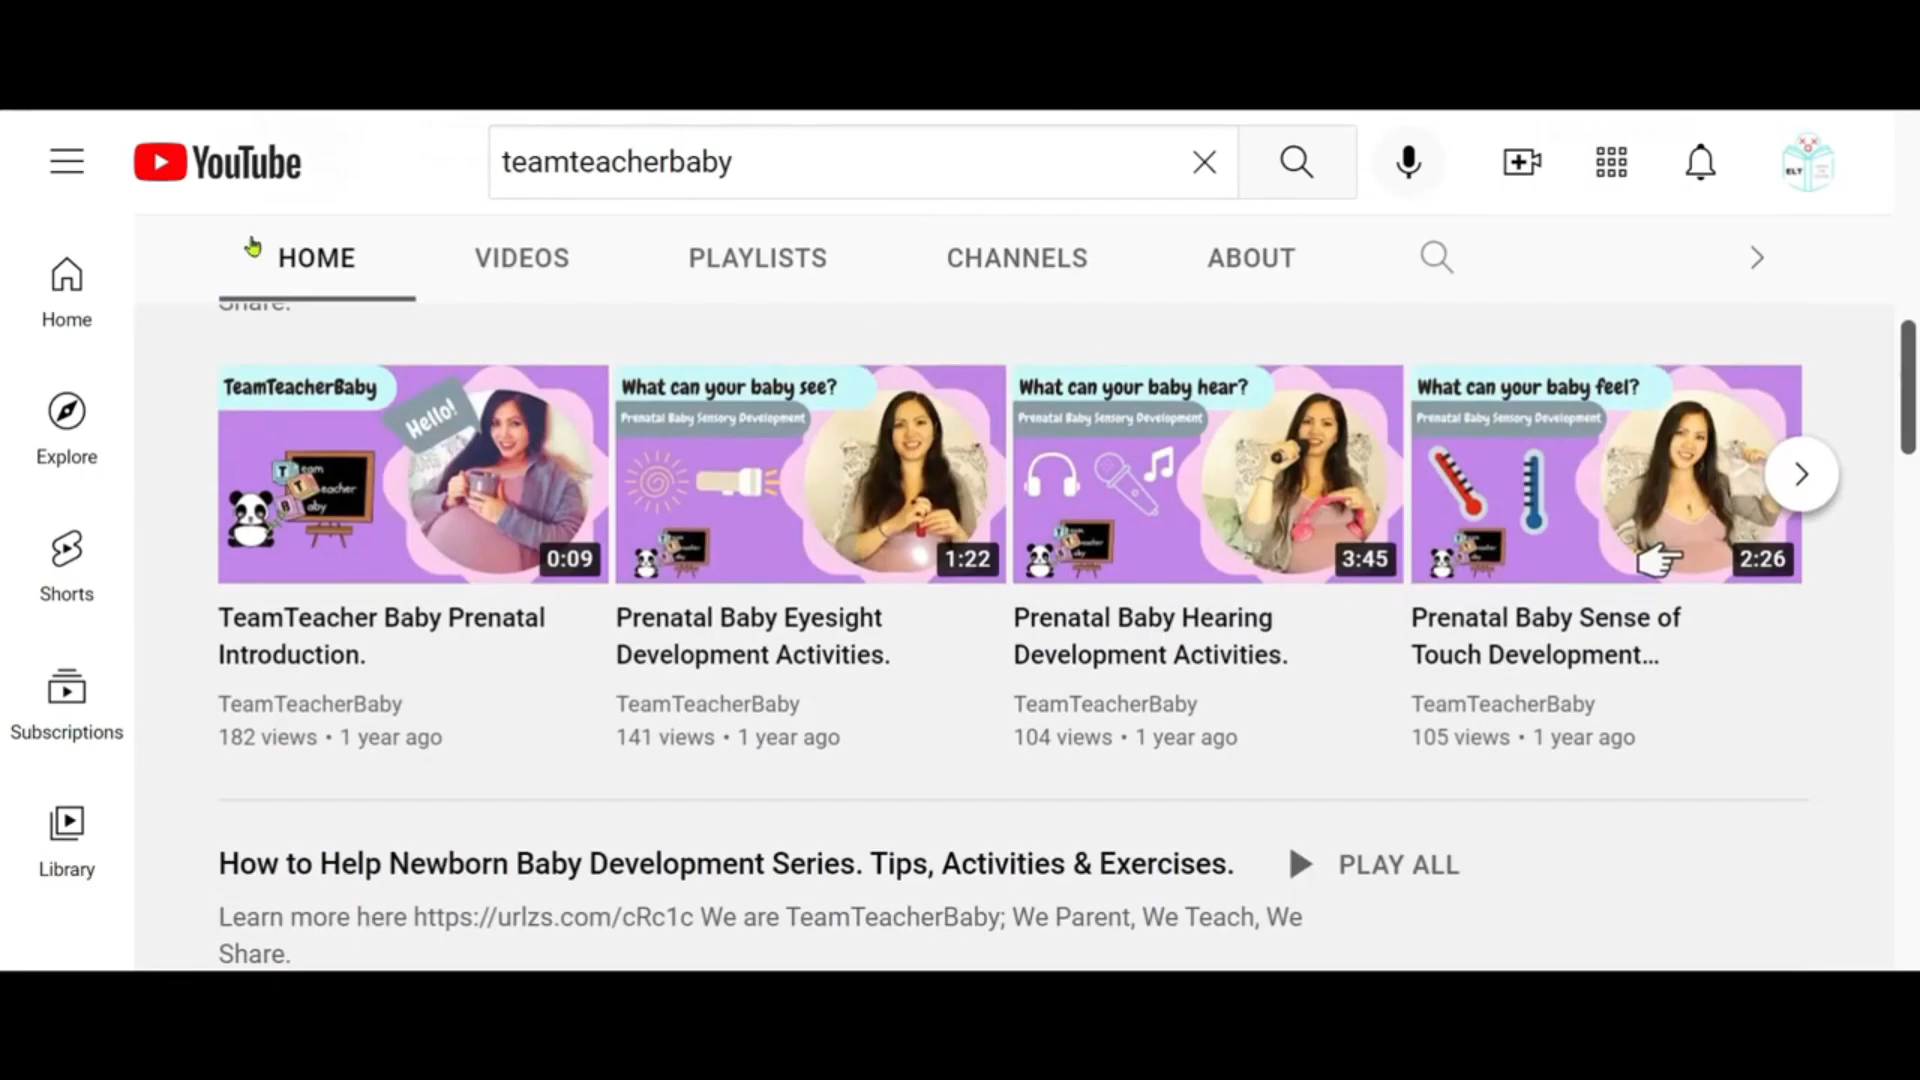 YouTube
teamteacherbaby
ELT
HOME
VIDEOS
PLAYLISTS
CHANNELS
ABOUT
Share.
Home
Explore
Shorts
Subscriptions
Library
TeamTeacherBaby
Hello!
Team
Teacher
Baby
0:09
What can your baby see?
Prenatal Baby Sensory Development
1:22
What can your baby hear?
Prenatal Baby Sensory Development
3:45
What can your baby feel?
Prenatal Baby Sensory Development
2:26
TeamTeacher Baby Prenatal
Introduction.
TeamTeacherBaby
182 views • 1 year ago
Prenatal Baby Eyesight
Development Activities.
TeamTeacherBaby
141 views • 1 year ago
Prenatal Baby Hearing
Development Activities.
TeamTeacherBaby
104 views • 1 year ago
Prenatal Baby Sense of
Touch Development...
TeamTeacherBaby
105 views • 1 year ago
How to Help Newborn Baby Development Series. Tips, Activities & Exercises.
PLAY ALL
Learn more here https://urlzs.com/cRc1c We are TeamTeacherBaby; We Parent, We Teach, We
Share.